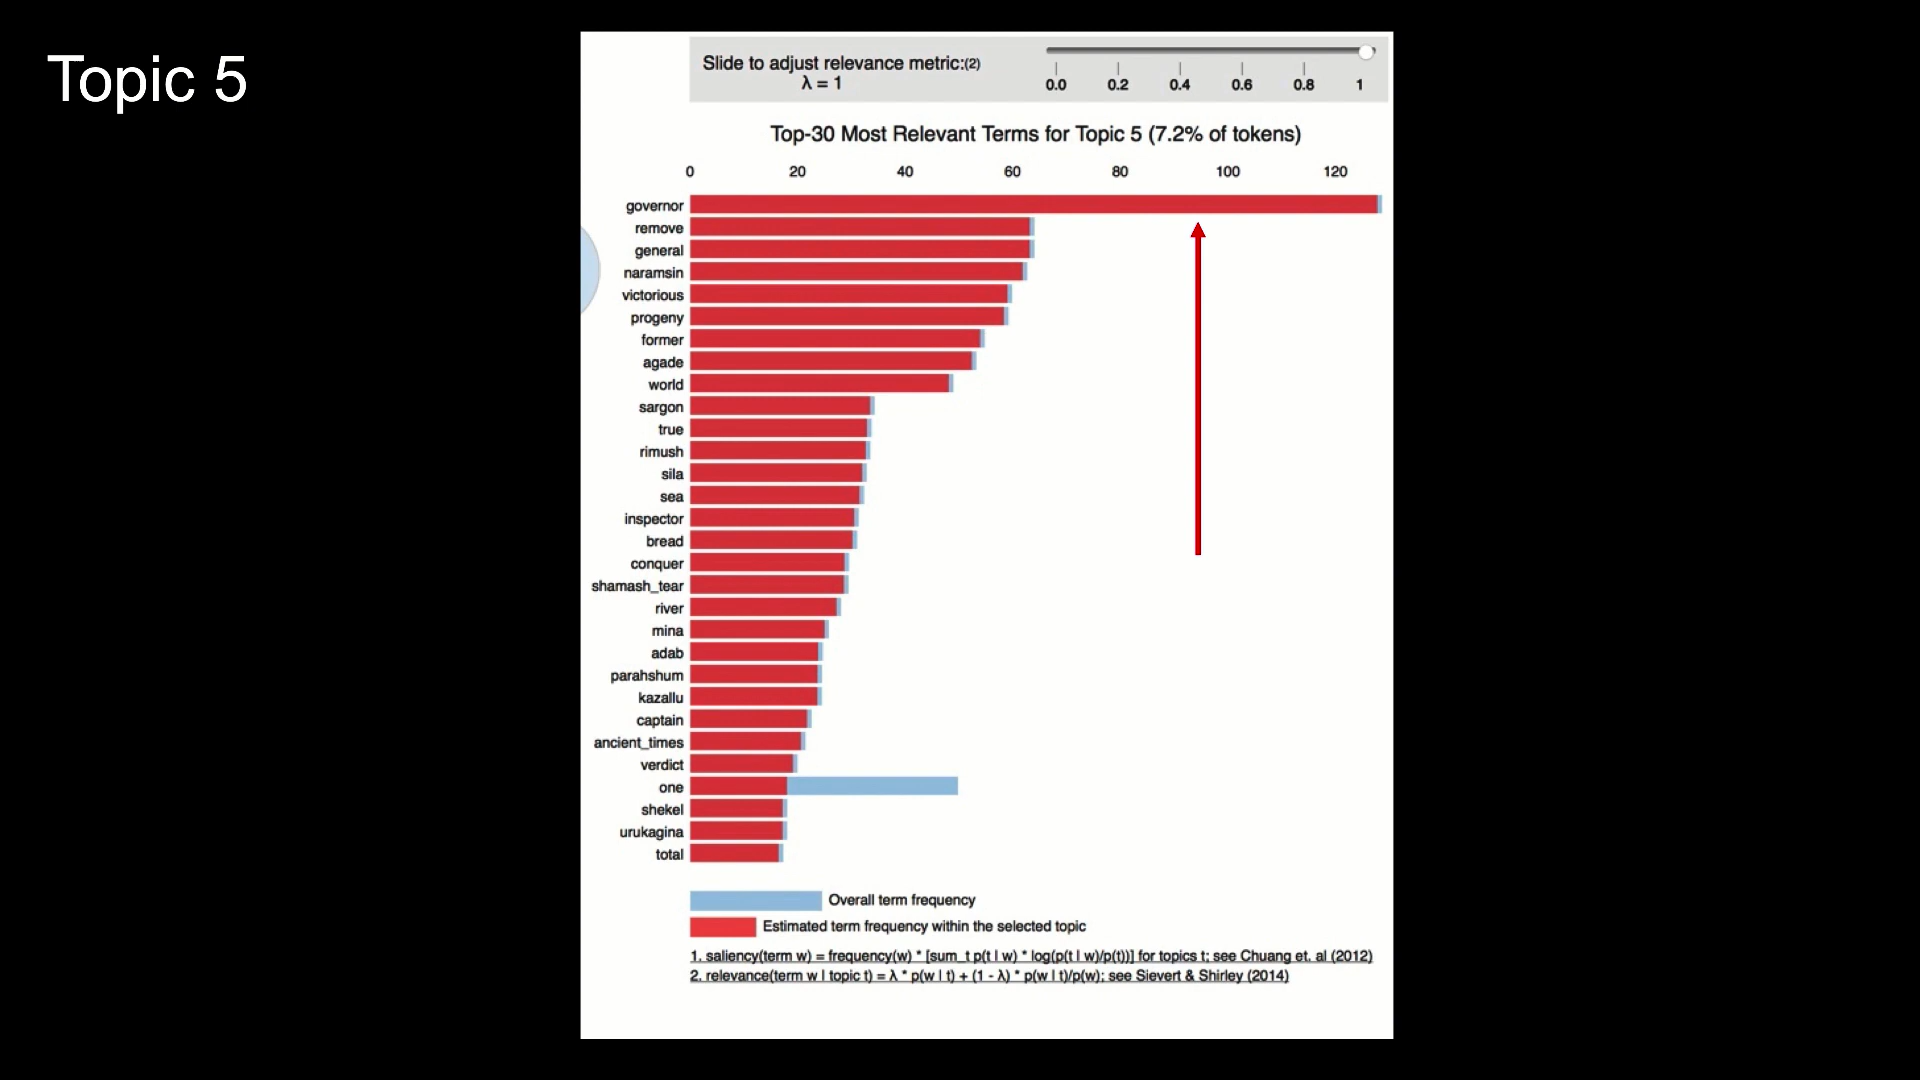 Topic 5
Slide to adjust relevance metric:(2)
λ = 1
0.0 0.2 0.4 0.6 0.8 1
Top-30 Most Relevant Terms for Topic 5 (7.2% of tokens)
0 20 40 60 80 100 120
governor
remove
general
naramsin
victorious
progeny
former
agade
world
sargon
true
rimush
sila
sea
inspector
bread
conquer
shamash_tear
river
mina
adab
parahshum
kazallu
captain
ancient_times
verdict
one
shekel
urukagina
total
Overall term frequency
Estimated term frequency within the selected topic
1. saliency(term w) = frequency(w) * [sum_t p(t | w) * log(p(t | w)/p(t))] for topics t; see Chuang et. al (2012)
2. relevance(term w | topic t) = λ * p(w | t) + (1 - λ) * p(w | t)/p(w); see Sievert & Shirley (2014)